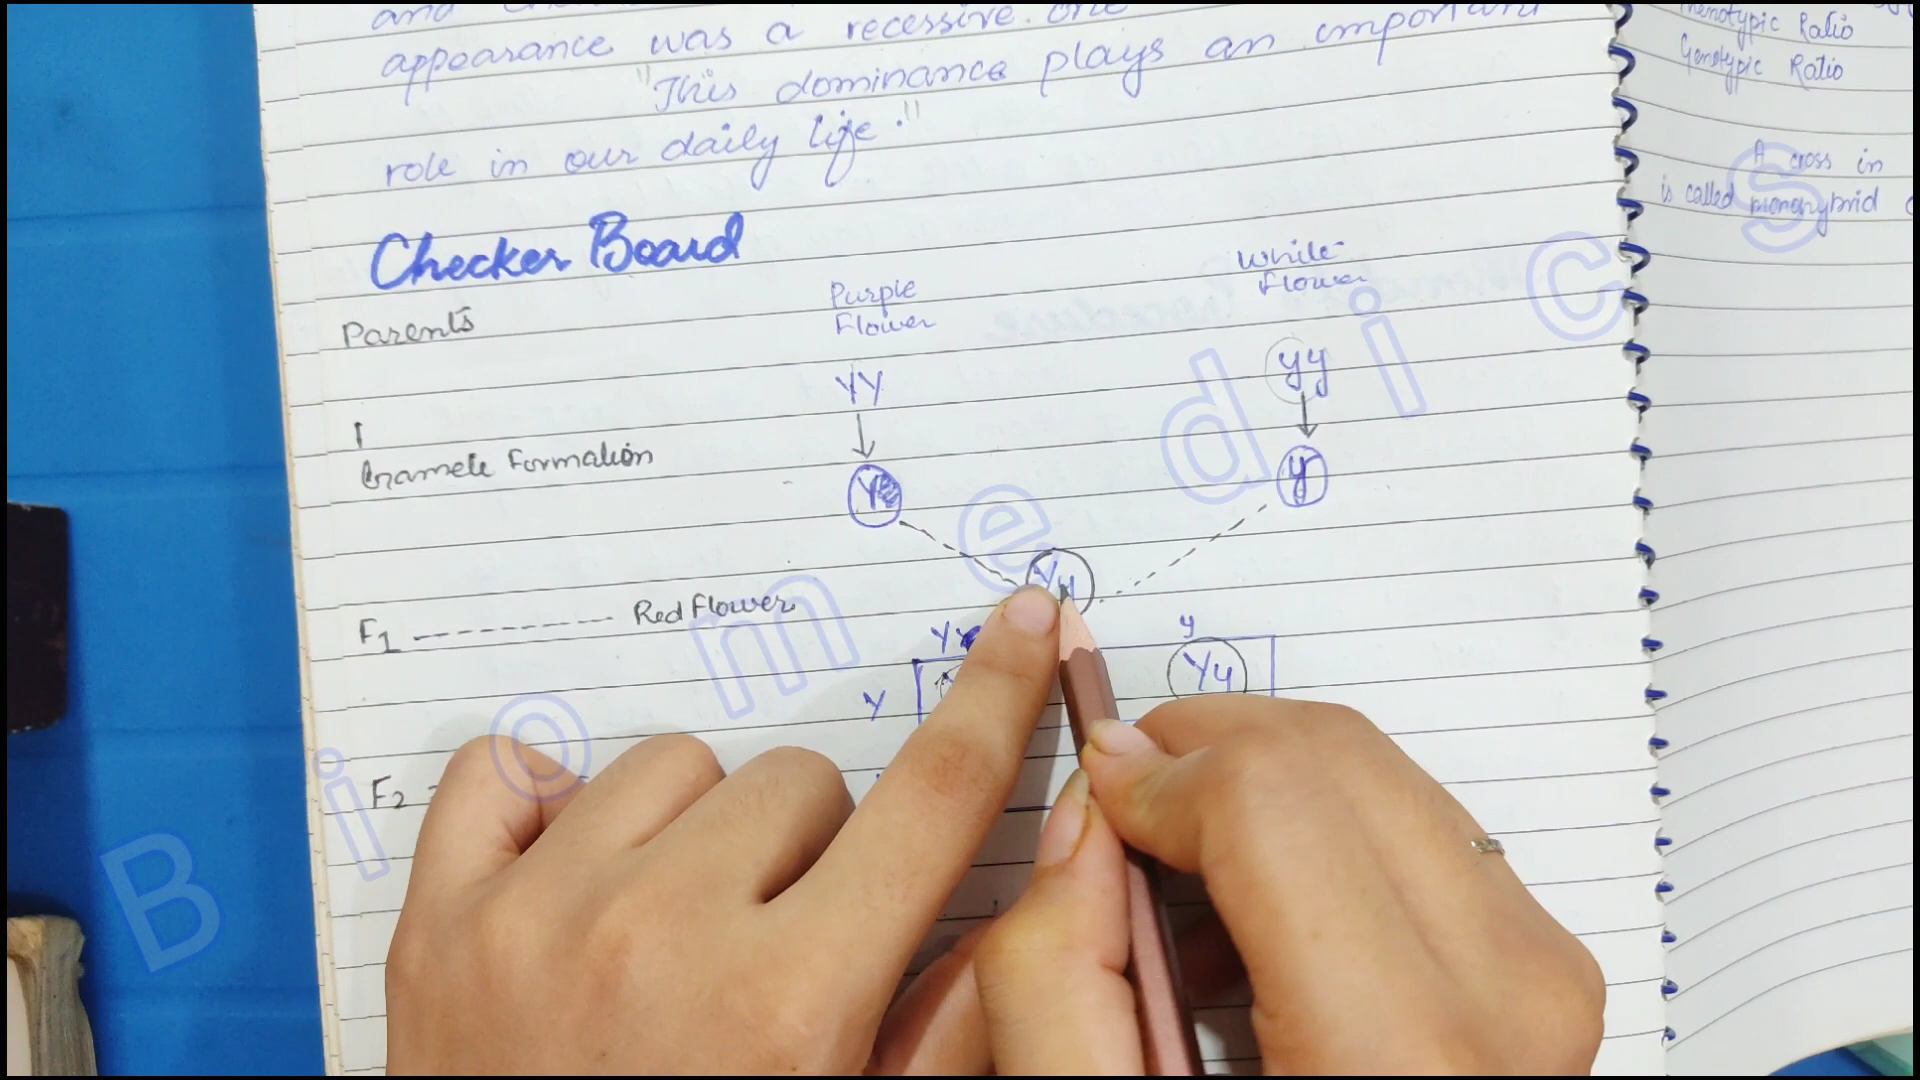 appearance was a recessive. one
"This dominance plays an important
role in our daily life."
Checker Board
Parents
Purple
Flower
White
Flower
YY
yy
Gamete Formation
Y
y
Yy
F1 ---------- Red Flower
Y
y
Y
Yy
F2
Phenotypic Ratio
Genotypic Ratio
A cross in
is called monohybrid
Biomedics